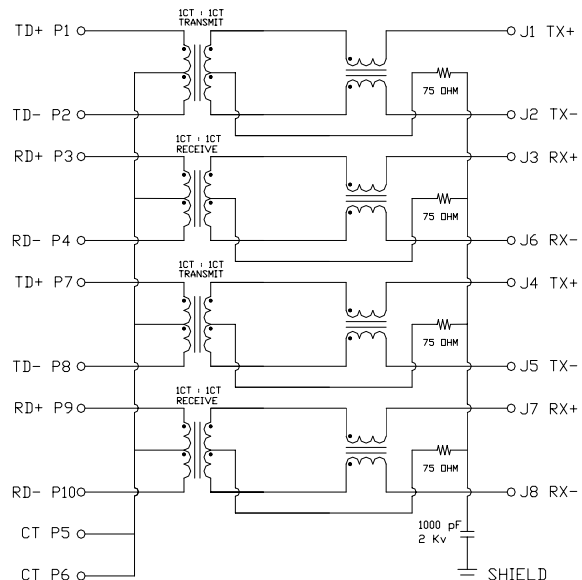 1CT : 1CT
TRANSMIT
TD+ P1
J1 TX+
75 OHM
TD- P2
J2 TX-
1CT : 1CT
RECEIVE
RD+ P3
J3 RX+
75 OHM
RD- P4
J6 RX-
1CT : 1CT
TRANSMIT
TD+ P7
J4 TX+
75 OHM
TD- P8
J5 TX-
1CT : 1CT
RECEIVE
RD+ P9
J7 RX+
75 OHM
RD- P10
J8 RX-
CT P5
1000 pF
2 Kv
CT P6
SHIELD